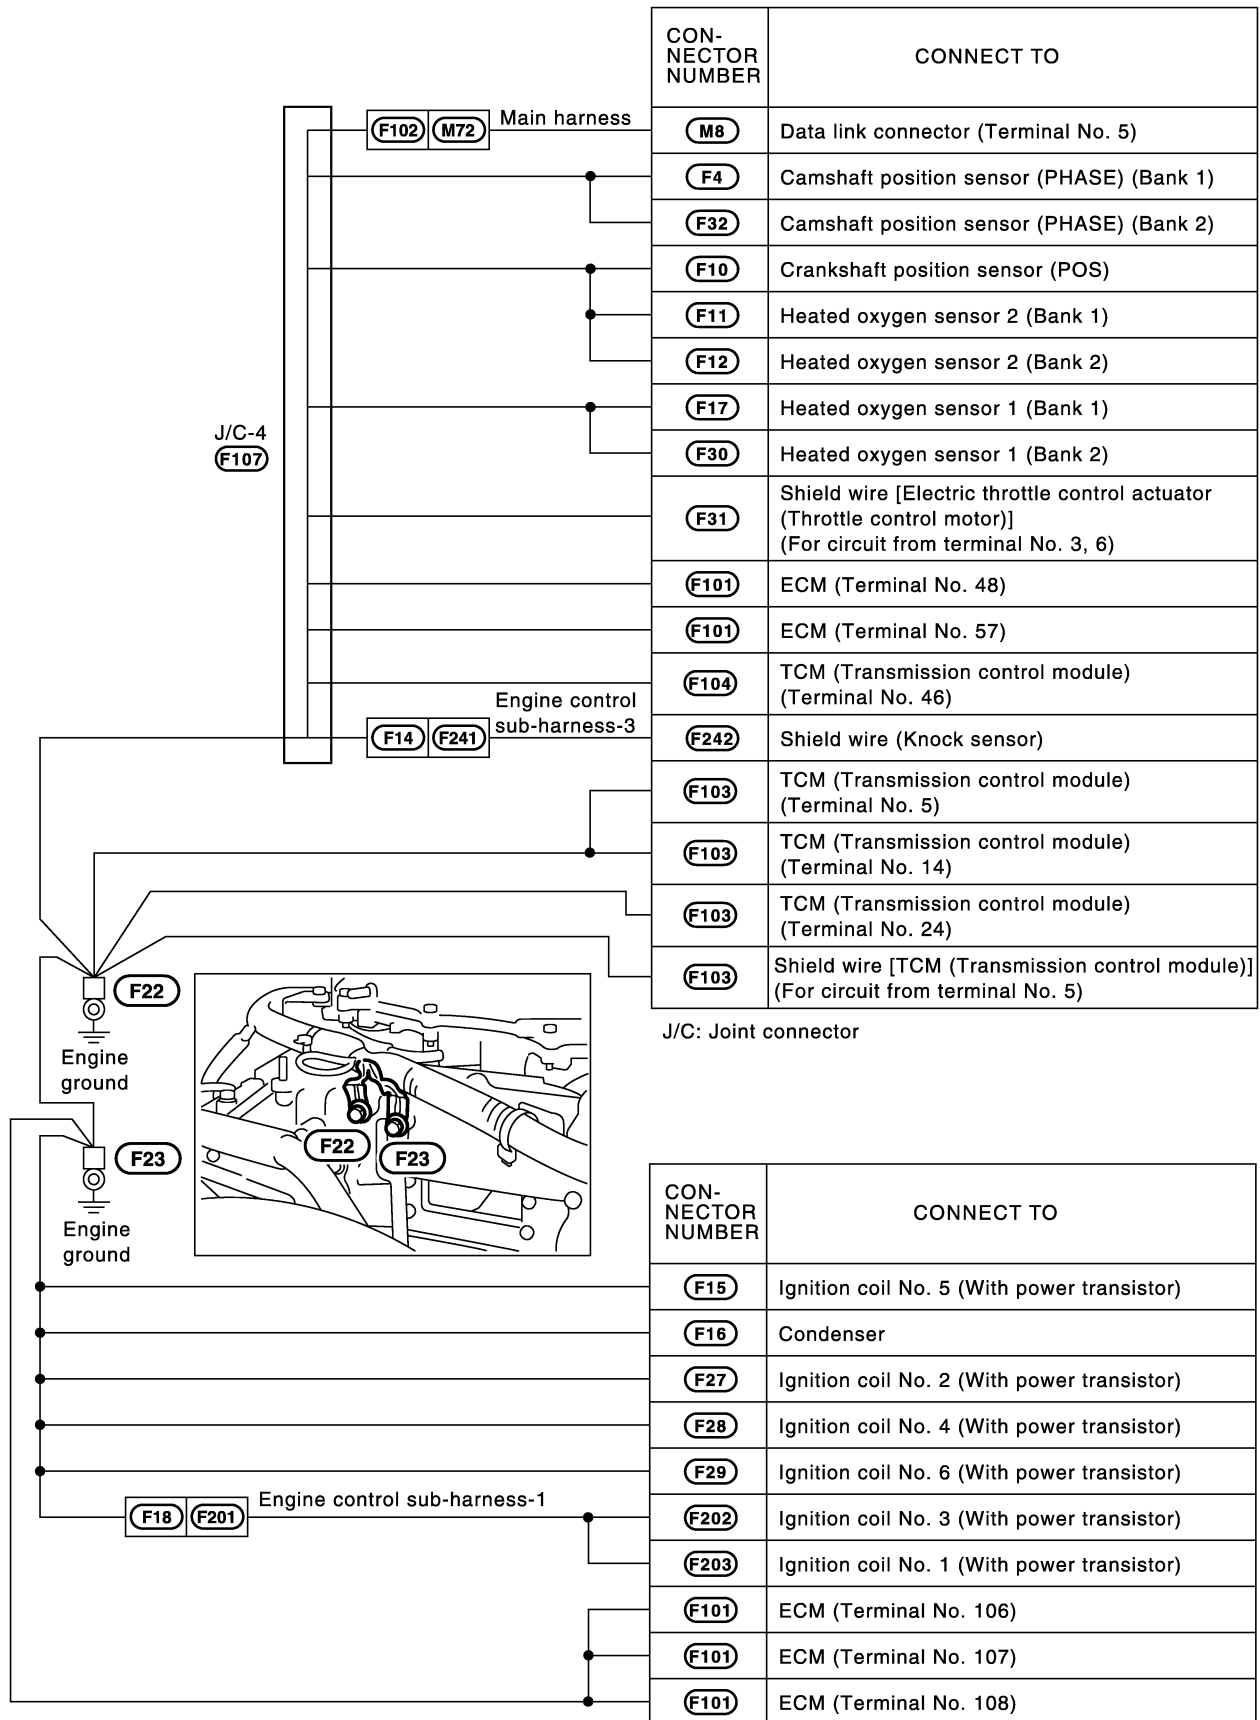 CON-
NECTOR
NUMBER
CONNECT TO
F102 M72 Main harness
M8 Data link connector (Terminal No. 5)
F4 Camshaft position sensor (PHASE) (Bank 1)
F32 Camshaft position sensor (PHASE) (Bank 2)
F10 Crankshaft position sensor (POS)
F11 Heated oxygen sensor 2 (Bank 1)
F12 Heated oxygen sensor 2 (Bank 2)
F17 Heated oxygen sensor 1 (Bank 1)
J/C-4
F107
F30 Heated oxygen sensor 1 (Bank 2)
F31 Shield wire [Electric throttle control actuator
(Throttle control motor)]
(For circuit from terminal No. 3, 6)
F101 ECM (Terminal No. 48)
F101 ECM (Terminal No. 57)
F104 TCM (Transmission control module)
(Terminal No. 46)
Engine control
sub-harness-3
F14 F241
F242 Shield wire (Knock sensor)
F103 TCM (Transmission control module)
(Terminal No. 5)
F103 TCM (Transmission control module)
(Terminal No. 14)
F103 TCM (Transmission control module)
(Terminal No. 24)
F103 Shield wire [TCM (Transmission control module)]
(For circuit from terminal No. 5)
J/C: Joint connector
F22
Engine
ground
F22 F23
F23
Engine
ground
CON-
NECTOR
NUMBER
CONNECT TO
F15 Ignition coil No. 5 (With power transistor)
F16 Condenser
F27 Ignition coil No. 2 (With power transistor)
F28 Ignition coil No. 4 (With power transistor)
F29 Ignition coil No. 6 (With power transistor)
F18 F201 Engine control sub-harness-1
F202 Ignition coil No. 3 (With power transistor)
F203 Ignition coil No. 1 (With power transistor)
F101 ECM (Terminal No. 106)
F101 ECM (Terminal No. 107)
F101 ECM (Terminal No. 108)